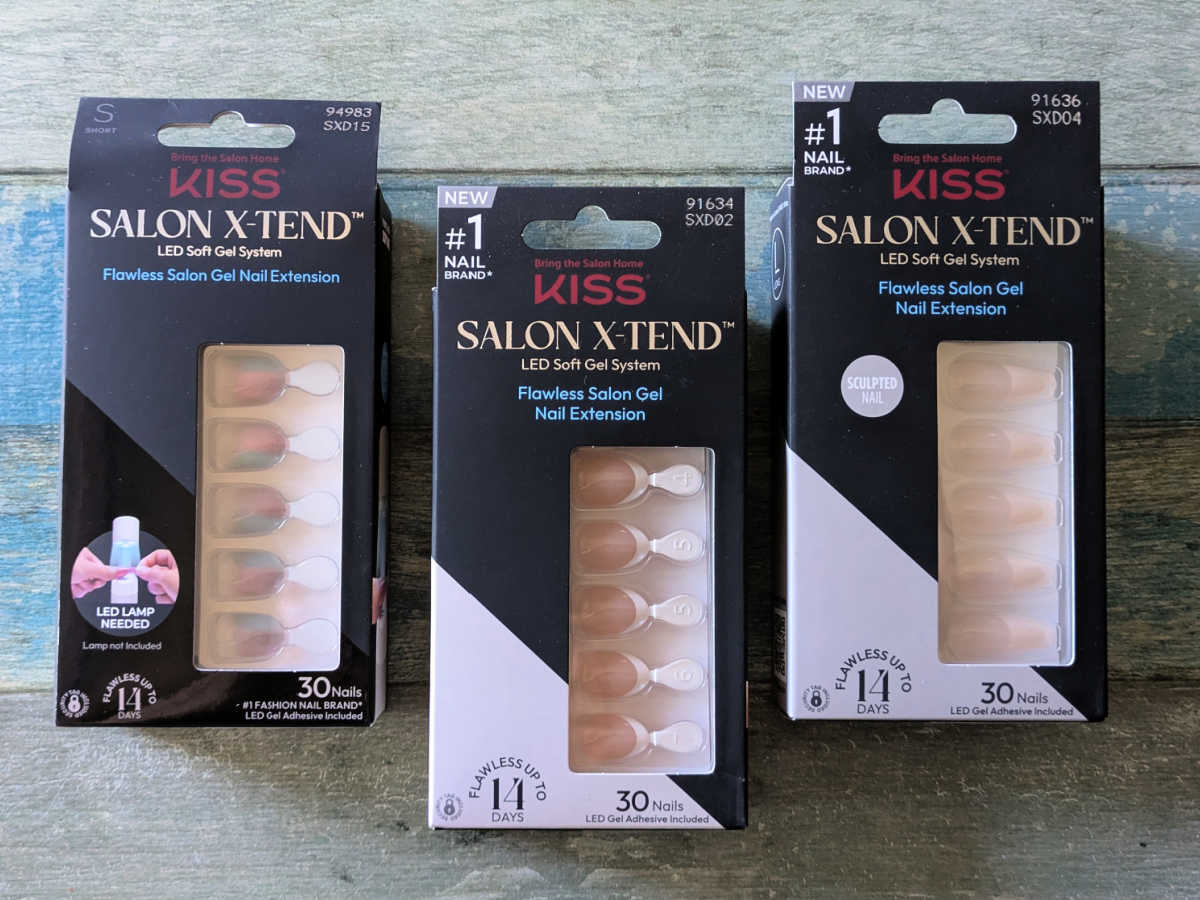 S
SHORT
94983
SXD15
Bring the Salon Home
KISS
SALON X-TEND™
LED Soft Gel System
Flawless Salon Gel Nail Extension
LED LAMP
NEEDED
Lamp not Included
FLAWLESS UP TO
14
DAYS
30 Nails
#1 FASHION NAIL BRAND*
LED Gel Adhesive Included
NEW
#1
NAIL
BRAND*
91634
SXD02
Bring the Salon Home
KISS
SALON X-TEND™
LED Soft Gel System
Flawless Salon Gel
Nail Extension
4
5
5
6
FLAWLESS UP TO
14
DAYS
30 Nails
LED Gel Adhesive Included
NEW
#1
NAIL
BRAND*
91636
SXD04
Bring the Salon Home
KISS
SALON X-TEND™
LED Soft Gel System
Flawless Salon Gel
Nail Extension
L
SCULPTED
NAIL
FLAWLESS UP TO
14
DAYS
30 Nails
LED Gel Adhesive Included